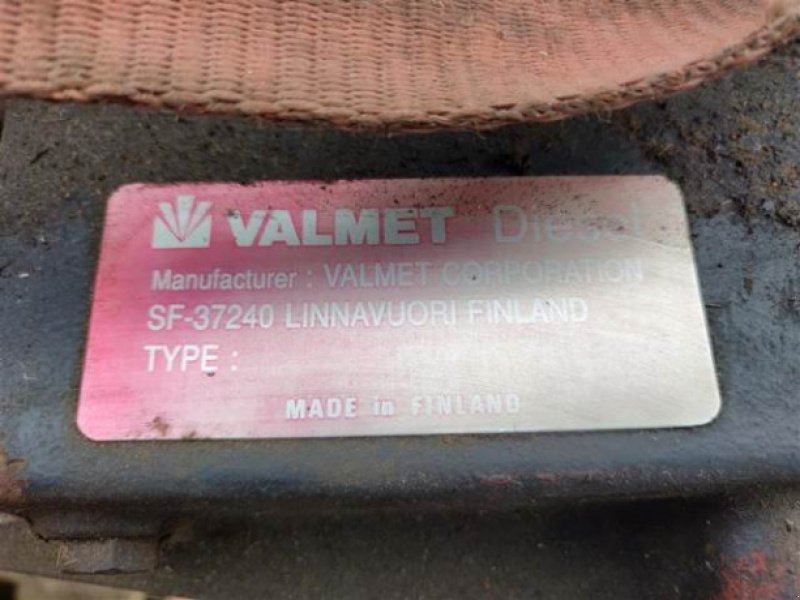 VALMET Diesel
Manufacturer : VALMET CORPORATION
SF-37240 LINNAVUORI FINLAND
TYPE :
MADE in FINLAND